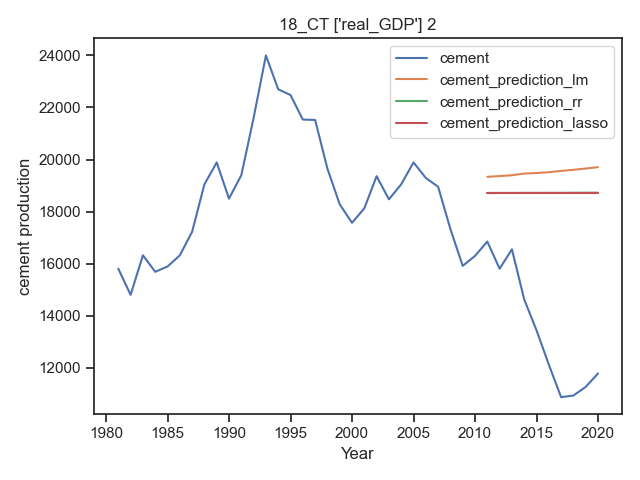 18_CT ['real_GDP'] 2
cement
cement_prediction_lm
cement_prediction_rr
cement_prediction_lasso
cement production
24000
22000
20000
18000
16000
14000
12000
1980 1985 1990 1995 2000 2005 2010 2015 2020
Year